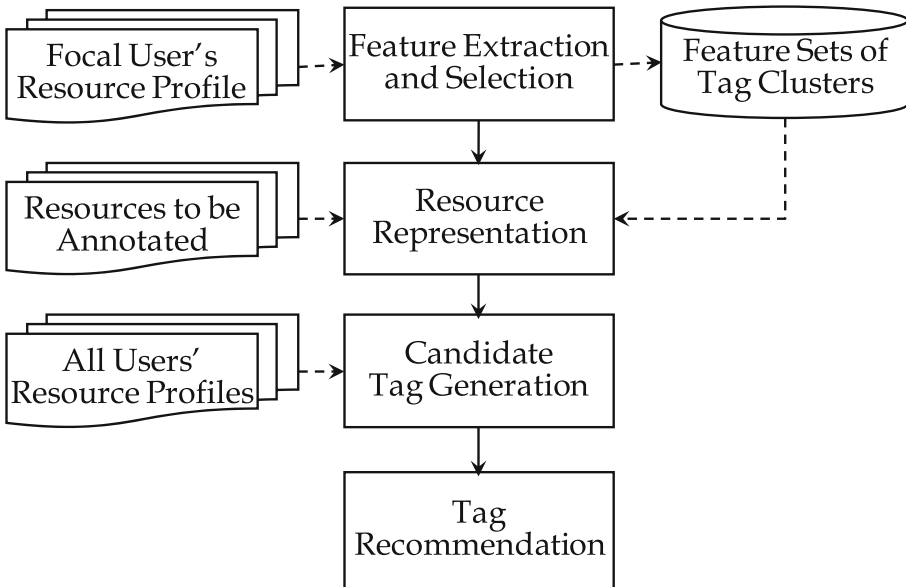 Focal User's
Resource Profile
Feature Extraction
and Selection
Feature Sets of
Tag Clusters
Resources to be
Annotated
Resource
Representation
All Users'
Resource Profiles
Candidate
Tag Generation
Tag
Recommendation